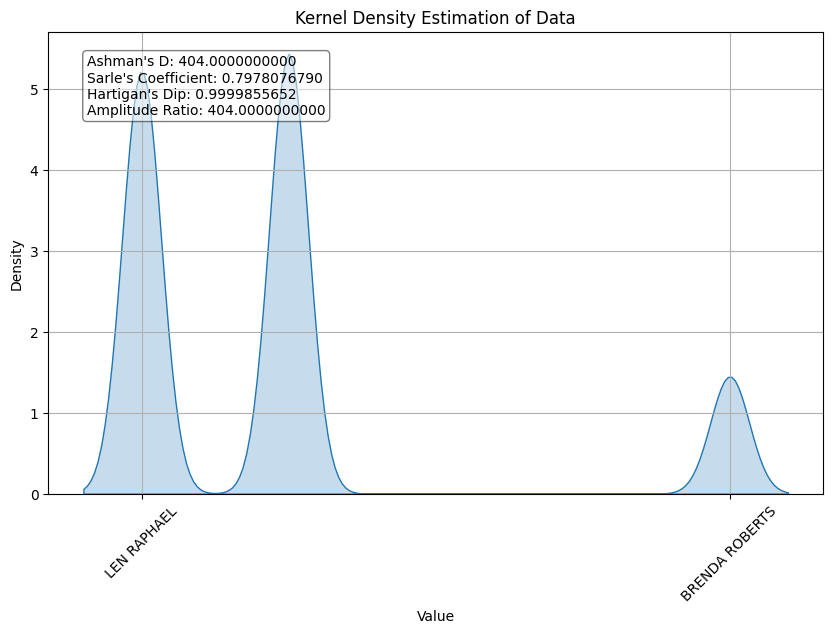 Kernel Density Estimation of Data
Ashman's D: 404.0000000000
Sarle's Coefficient: 0.7978076790
Hartigan's Dip: 0.9999855652
Amplitude Ratio: 404.0000000000
5
4
3
2
1
0
Density
LEN RAPHAEL
BRENDA ROBERTS
Value